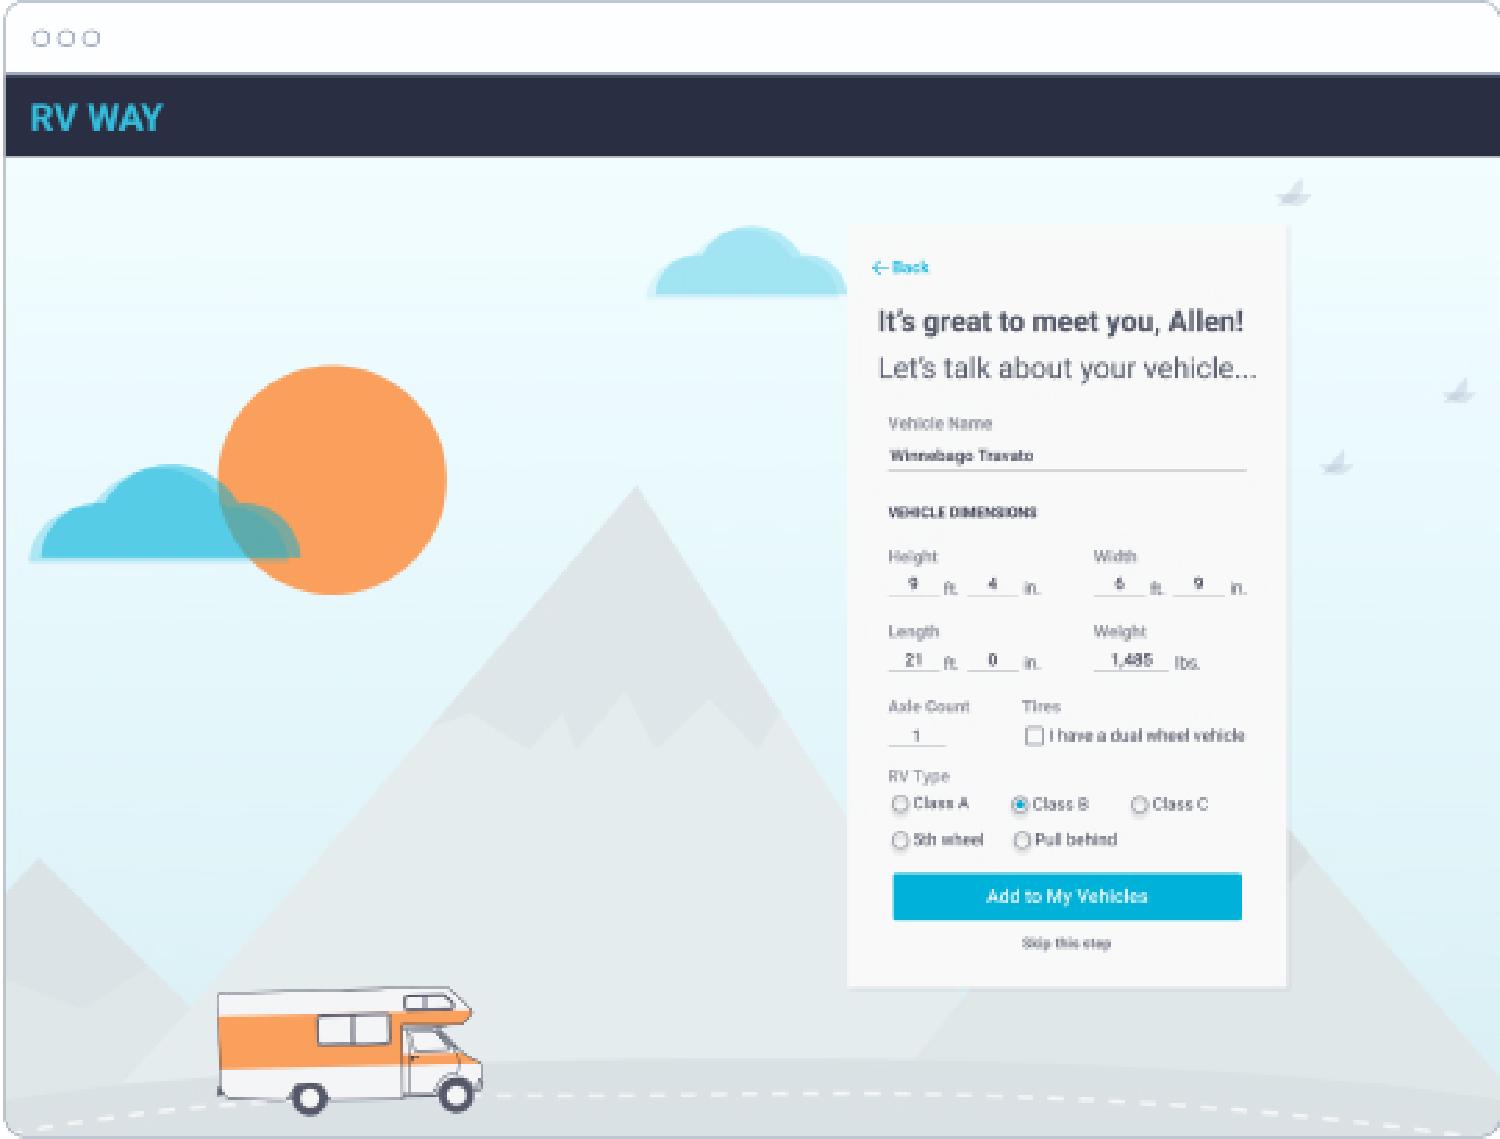 RV WAY
← Back
It's great to meet you, Allen!
Let's talk about your vehicle...
Vehicle Name
Winnebago Travato
VEHICLE DIMENSIONS
Height Width
9 ft. 4 in. 6 ft. 9 in.
Length Weight
21 ft. 0 in. 1,485 lbs.
Axle Count Tires
1 I have a dual wheel vehicle
RV Type
Class A Class B Class C
5th wheel Pull behind
Add to My Vehicles
Skip this step